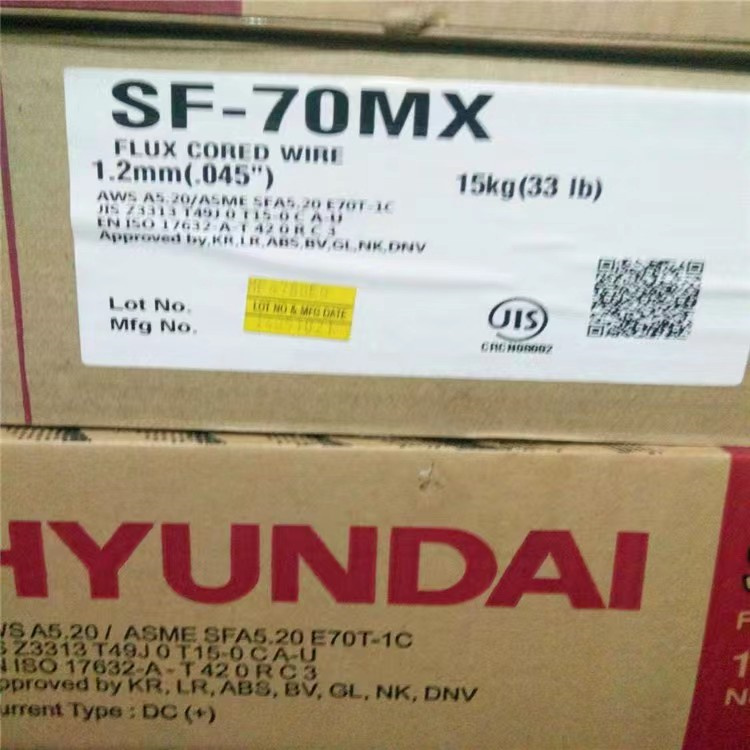 SF-70MX
FLUX CORED WIRE
1.2mm(.045")
15kg(33 lb)
AWS A5.20/ASME SFA5.20 E70T-1C
JIS Z3313 T49J 0 T15-0 C A-U
EN ISO 17632-A-T 42 0 R C 3
Approved by,KR,LR,ABS,BV,GL,NK,DNV
Lot No.
LOT NO & MFG DATE
Mfg No.
JIS
HYUNDAI
WS A5.20 / ASME SFA5.20 E70T-1C
S Z3313 T49J 0 T15-0 C A-U
N ISO 17632-A - T 42 0 R C 3
pproved by KR, LR, ABS, BV, GL, NK, DNV
urrent Type : DC (+)